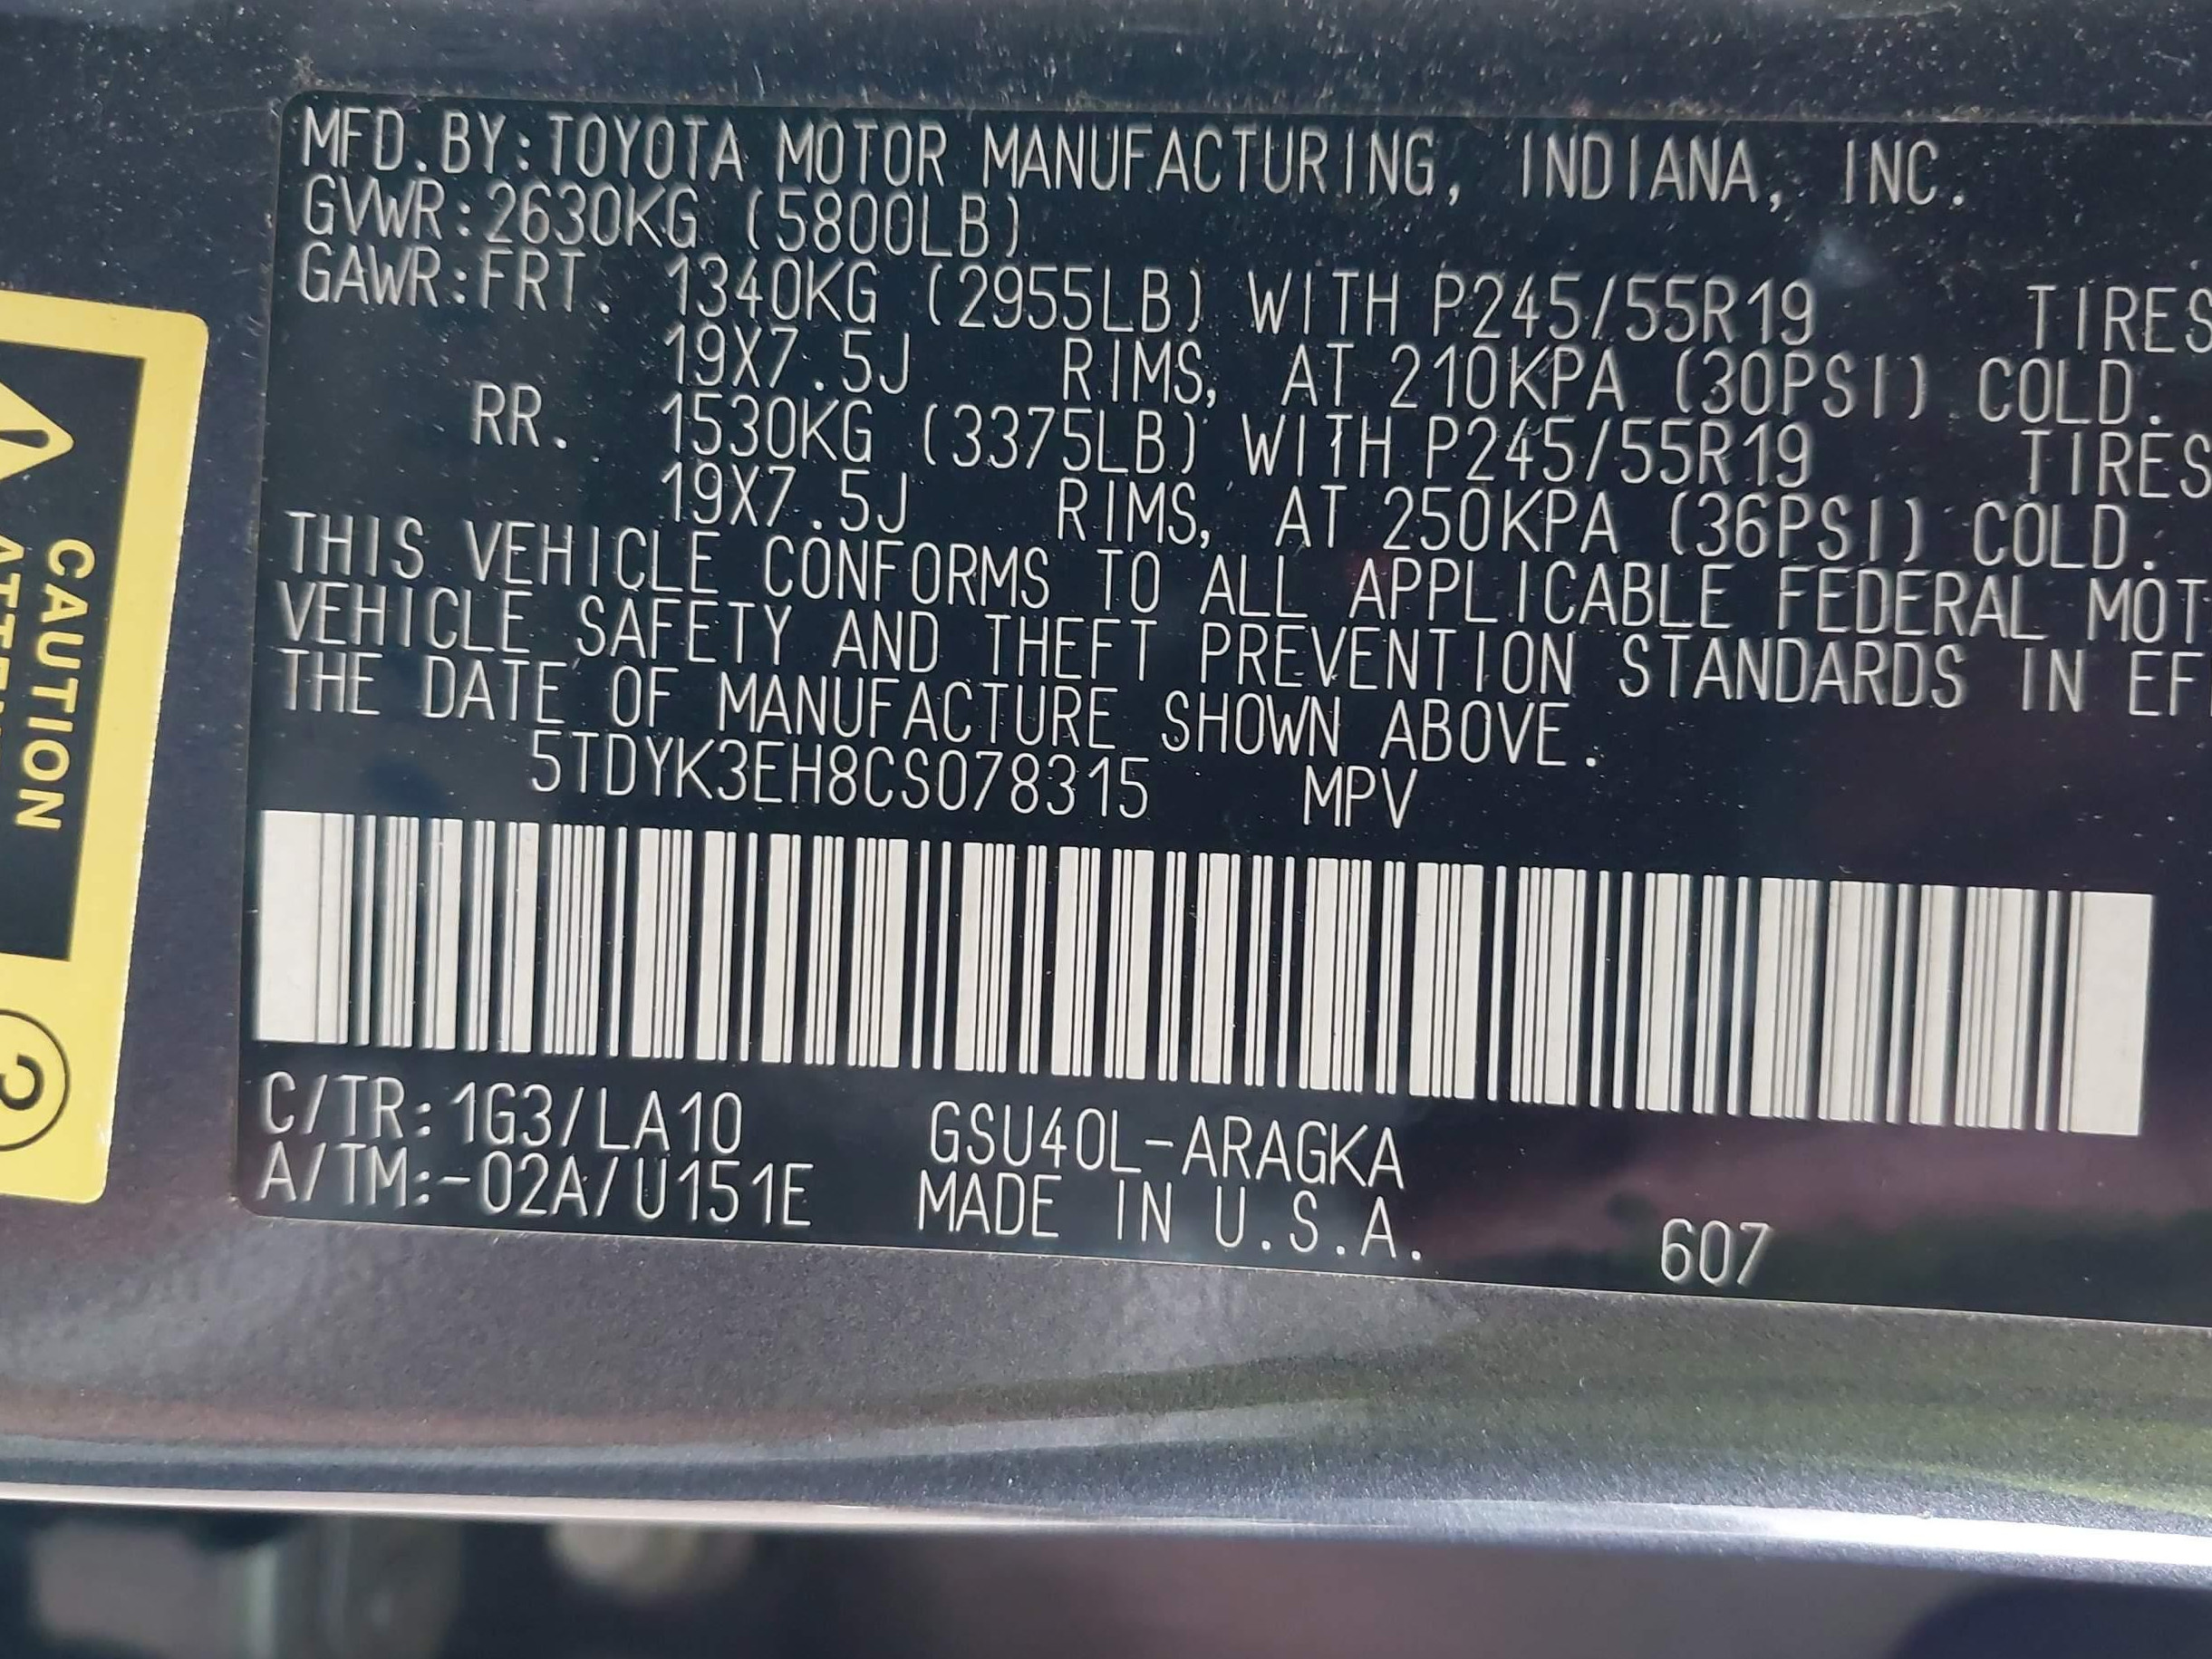 MFD.BY:TOYOTA MOTOR MANUFACTURING, INDIANA, INC.
GVWR:2630KG (5800LB)
GAWR:FRT. 1340KG (2955LB) WITH P245/55R19 TIRES
19X7.5J RIMS, AT 210KPA (30PSI) COLD.
RR. 1530KG (3375LB) WITH P245/55R19 TIRES
19X7.5J RIMS, AT 250KPA (36PSI) COLD.
THIS VEHICLE CONFORMS TO ALL APPLICABLE FEDERAL MOT
VEHICLE SAFETY AND THEFT PREVENTION STANDARDS IN EF
THE DATE OF MANUFACTURE SHOWN ABOVE.
5TDYK3EH8CS078315 MPV
C/TR:1G3/LA10 GSU40L-ARAGKA
A/TM:-02A/U151E MADE IN U.S.A. 607
CAUTION